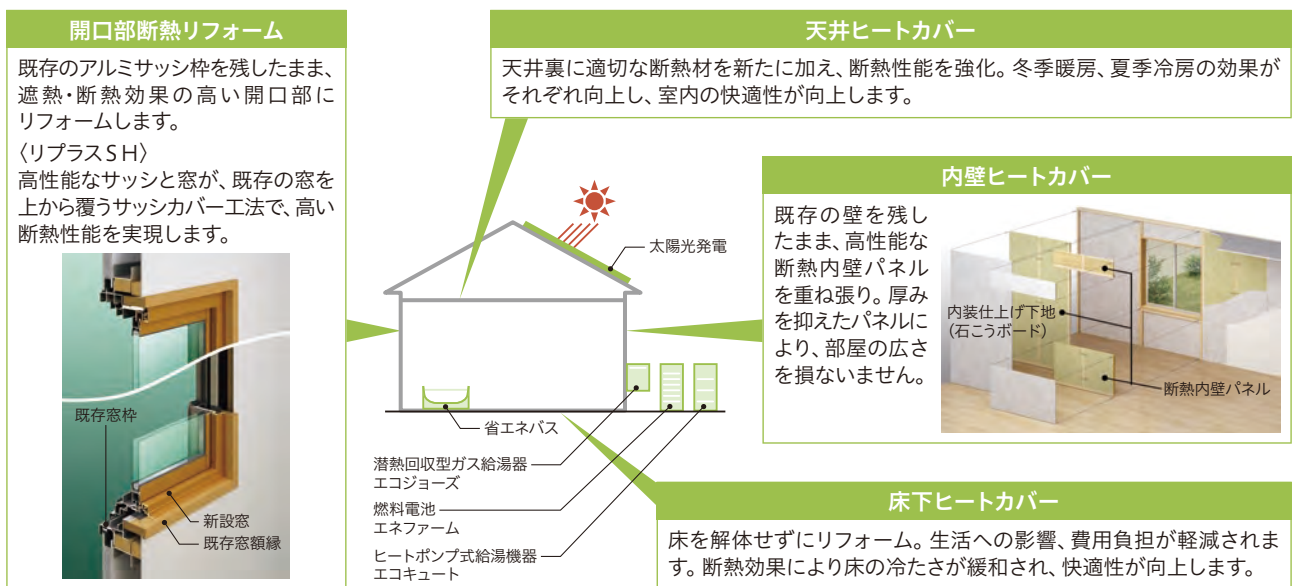 開口部断熱リフォーム
既存のアルミサッシ枠を残したまま、
遮熱・断熱効果の高い開口部に
リフォームします。
〈リプラスSH〉
高性能なサッシと窓が、既存の窓を
上から覆うサッシカバー工法で、高い
断熱性能を実現します。
既存窓枠
新設窓
既存窓額縁
天井ヒートカバー
天井裏に適切な断熱材を新たに加え、断熱性能を強化。冬季暖房、夏季冷房の効果が
それぞれ向上し、室内の快適性が向上します。
太陽光発電
省エネバス
潜熱回収型ガス給湯器
エコジョーズ
燃料電池
エネファーム
ヒートポンプ式給湯機器
エコキュート
内壁ヒートカバー
既存の壁を残し
たまま、高性能な
断熱内壁パネル
を重ね張り。厚み
を抑えたパネルに
より、部屋の広さ
を損ないません。
内装仕上げ下地
(石こうボード)
断熱内壁パネル
床下ヒートカバー
床を解体せずにリフォーム。生活への影響、費用負担が軽減されま
す。断熱効果により床の冷たさが緩和され、快適性が向上します。